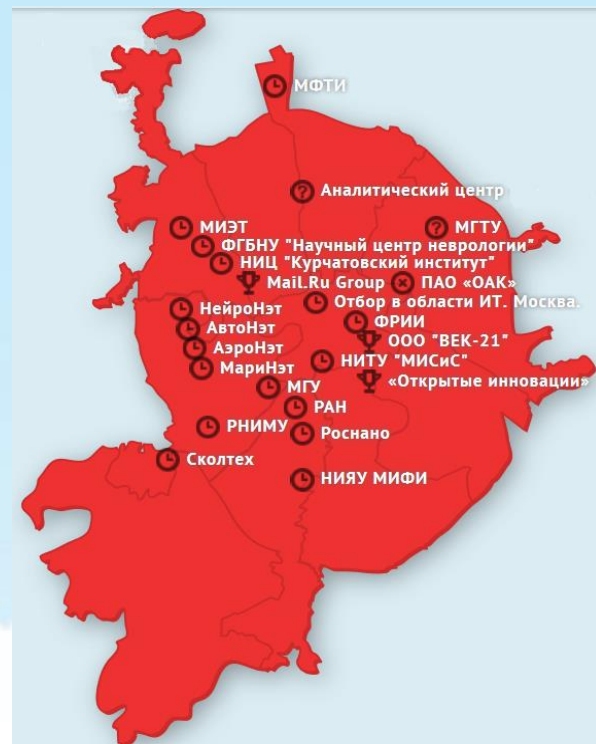 МФТИ
Аналитический центр
МИЭТ
МГТУ
ФГБНУ "Научный центр неврологии"
НИЦ "Курчатовский институт"
Mail.Ru Group
ПАО «ОАК»
Отбор в области ИТ. Москва.
НейроНэт
ФРИИ
АвтоНэт
ООО "ВЕК-21"
АэроНэт
НИТУ "МИСиС"
МариНэт
«Открытые инновации»
МГУ
РАН
РНИМУ
Роснано
Сколтех
НИЯУ МИФИ